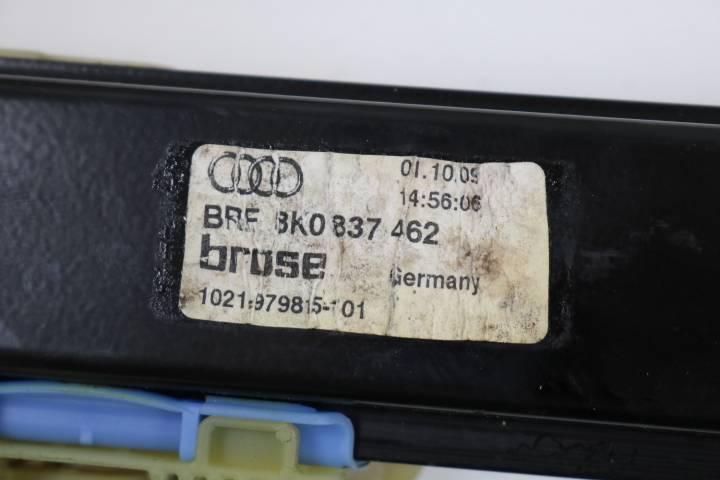 01.10.09
14:56:06
BRF 8K0 837 462
brose
Germany
1021-979815-101